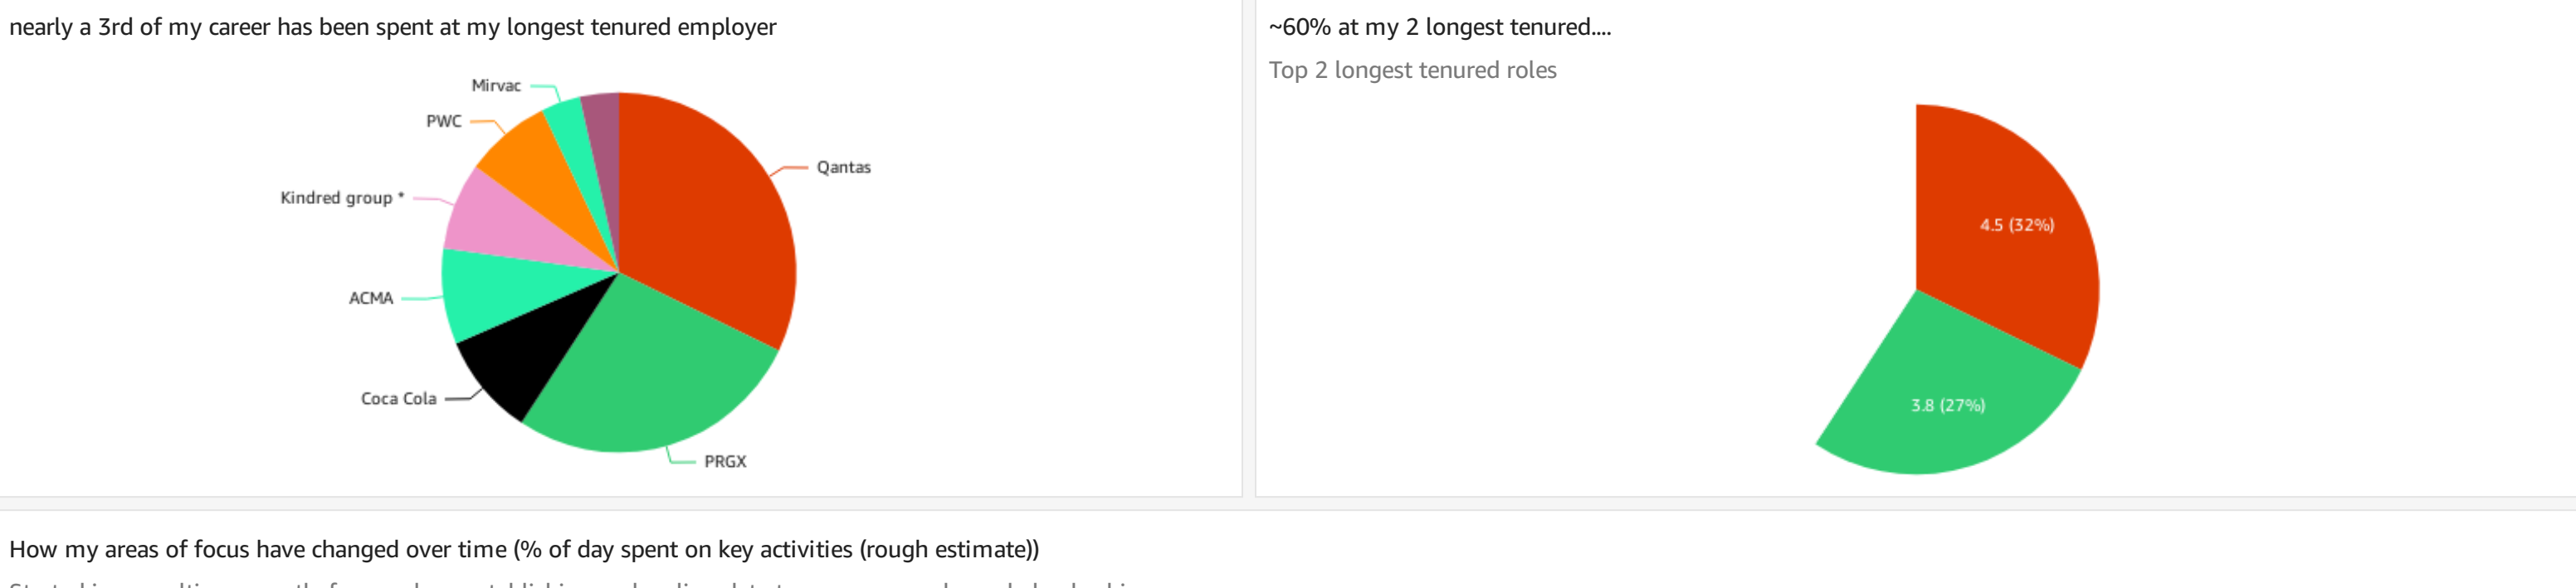 nearly a 3rd of my career has been spent at my longest tenured employer
Mirvac
PWC
Kindred group *
ACMA
Coca Cola
PRGX
Qantas
~60% at my 2 longest tenured....
Top 2 longest tenured roles
4.5 (32%)
3.8 (27%)
How my areas of focus have changed over time (% of day spent on key activities (rough estimate))